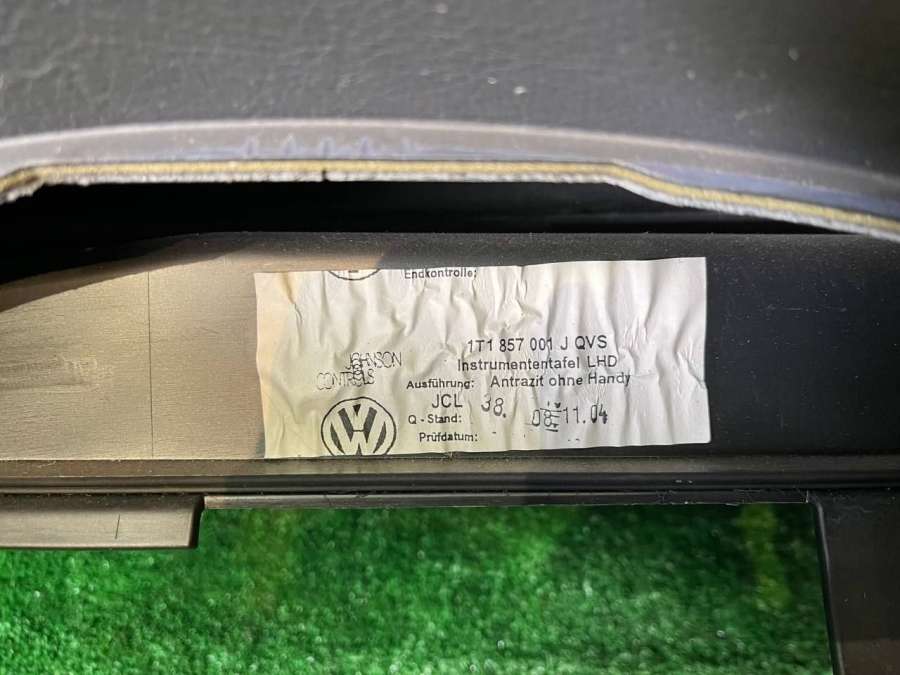 Endkontrolle:
1T1 857 001 J QVS
Instrumententafel LHD
JOHNSON
CONTROLS
Ausführung: Antrazit ohne Handy
JCL 38.
Q - Stand: 08.11.04
Prüfdatum: